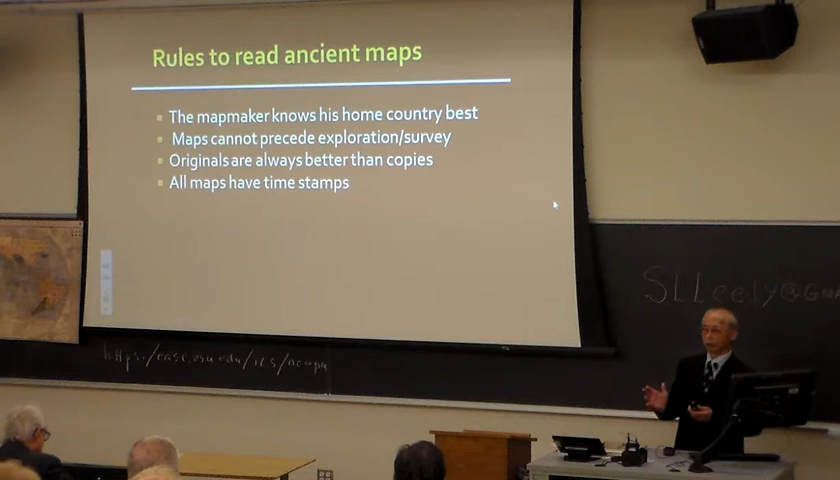 Rules to read ancient maps
The mapmaker knows his home country best
Maps cannot precede exploration/survey
Originals are always better than copies
All maps have time stamps